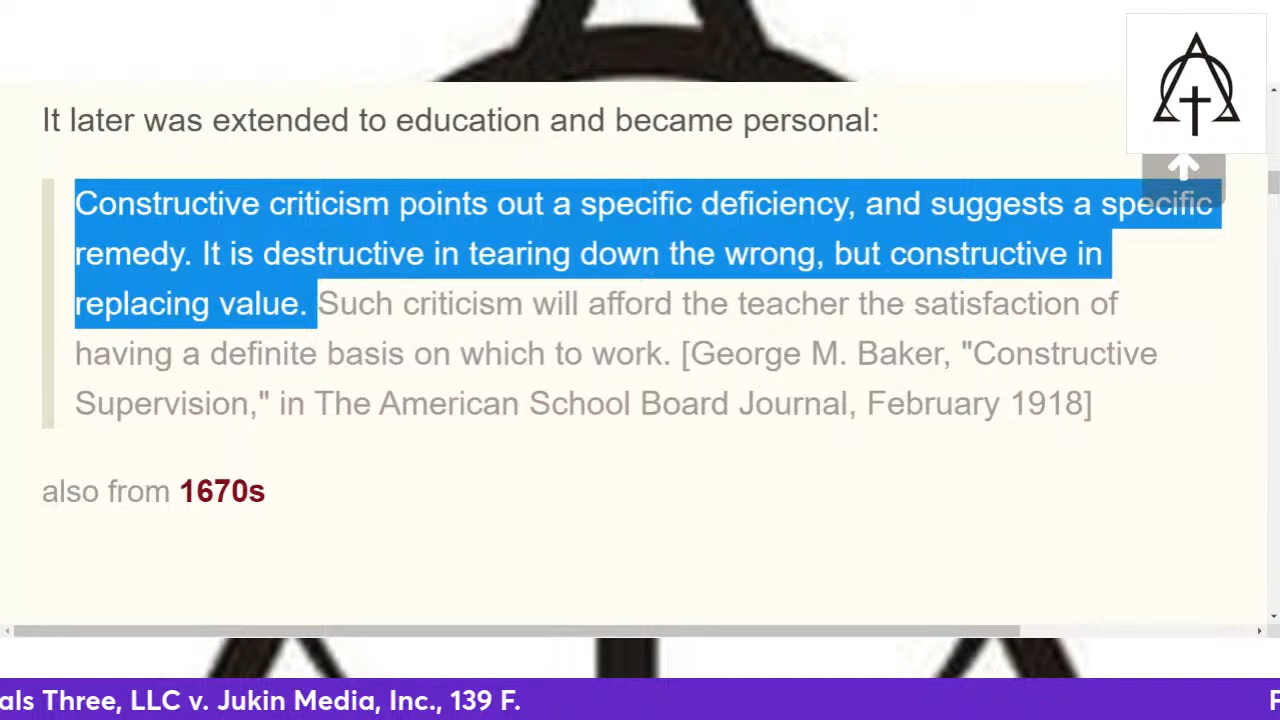 It later was extended to education and became personal:
Constructive criticism points out a specific deficiency, and suggests a specific
remedy. It is destructive in tearing down the wrong, but constructive in
replacing value. Such criticism will afford the teacher the satisfaction of
having a definite basis on which to work. [George M. Baker, "Constructive
Supervision," in The American School Board Journal, February 1918]
also from 1670s
als Three, LLC v. Jukin Media, Inc., 139 F.